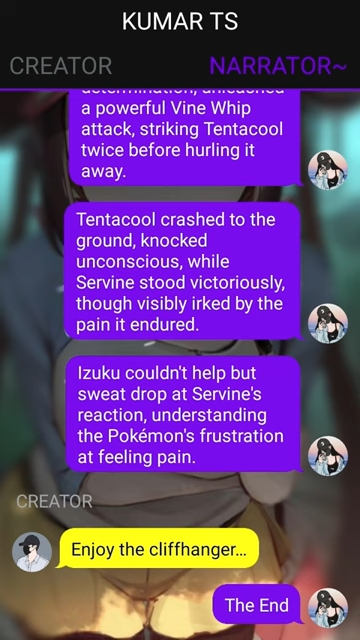 KUMAR TS
CREATOR
NARRATOR~
determination, unleashed
a powerful Vine Whip
attack, striking Tentacool
twice before hurling it
away.
Tentacool crashed to the
ground, knocked
unconscious, while
Servine stood victoriously,
though visibly irked by the
pain it endured.
Izuku couldn't help but
sweat drop at Servine's
reaction, understanding
the Pokémon's frustration
at feeling pain.
CREATOR
Enjoy the cliffhanger...
The End